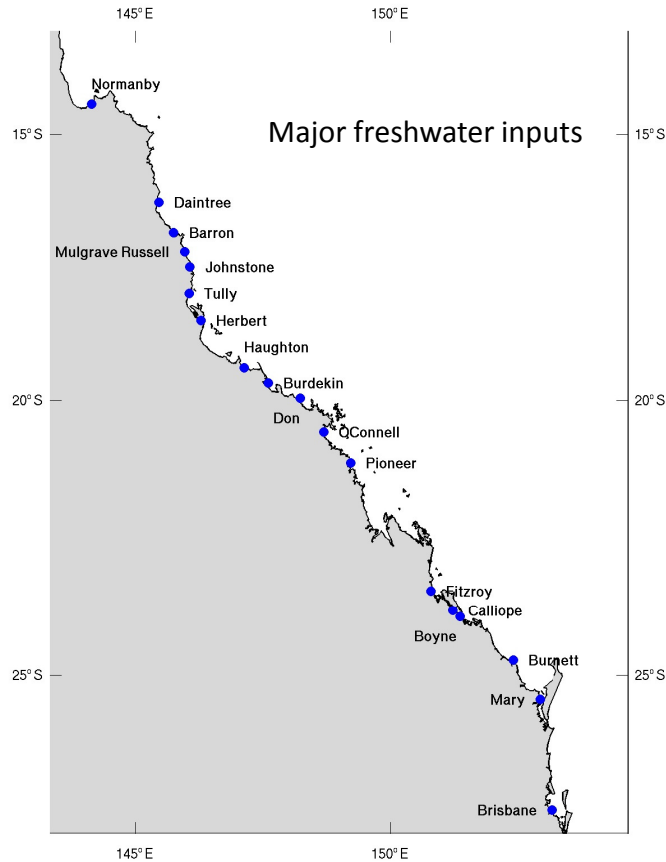 145°E 150°E
Normanby
15°S Major freshwater inputs 15°S
Daintree
Barron
Mulgrave Russell
Johnstone
Tully
Herbert
Haughton
Burdekin
20°S 20°S
Don
OConnell
Pioneer
Fitzroy
Calliope
Boyne
Burnett
25°S 25°S
Mary
Brisbane
145°E 150°E